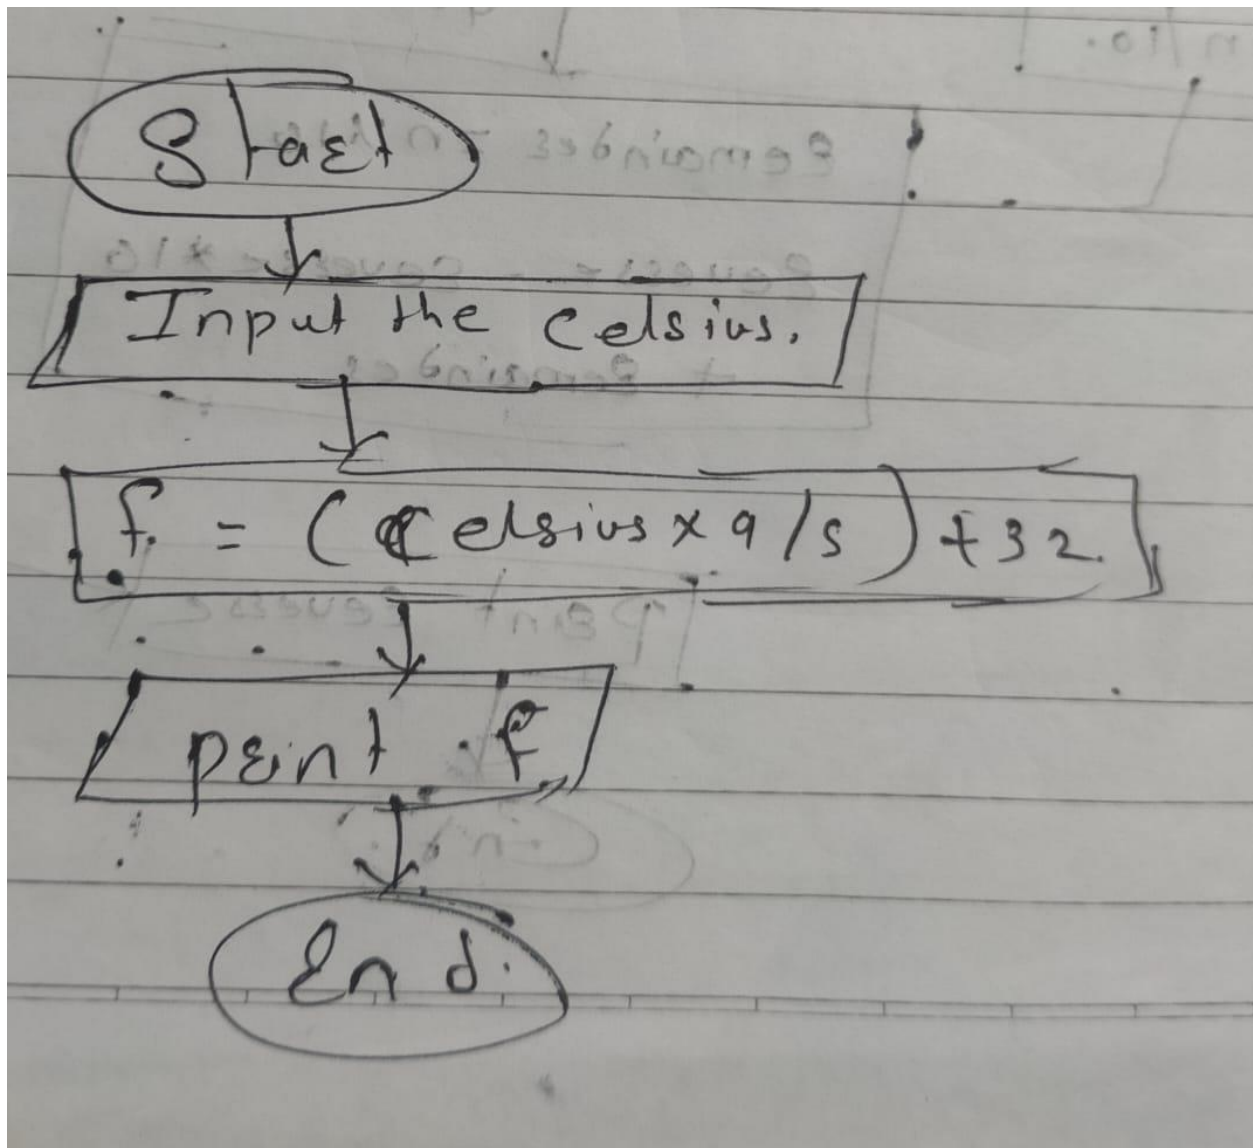 Start
Input the Celsius.
f = (Celsius x 9/5) + 32.
print f
End.